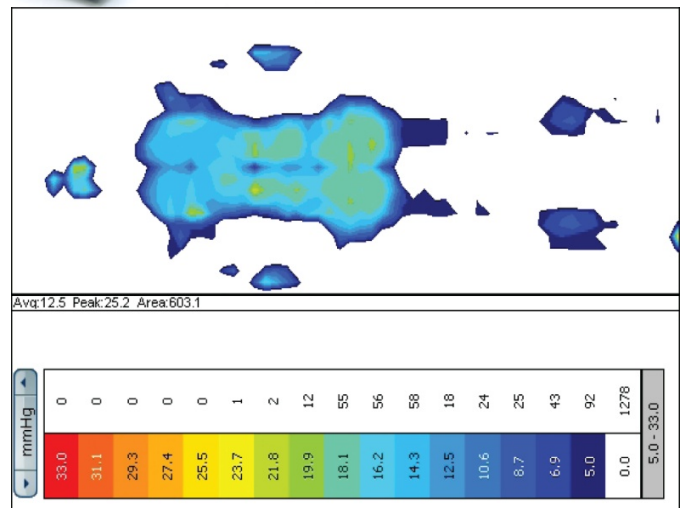 Avg:12.5 Peak:25.2 Area:603.1
mmHg
0 0 0 0 0 1 2 12 55 56 58 18 24 25 43 92 1278
33.0 31.1 29.3 27.4 25.5 23.7 21.8 19.9 18.1 16.2 14.3 12.5 10.6 8.7 6.9 5.0 0.0
5.0 - 33.0